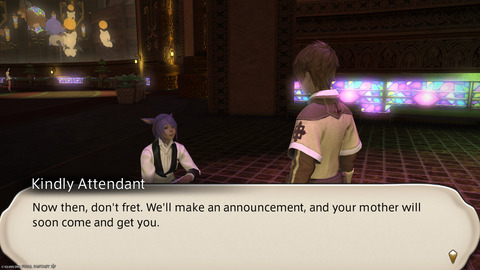 Kindly Attendant
Now then, don't fret. We'll make an announcement, and your mother will
soon come and get you.